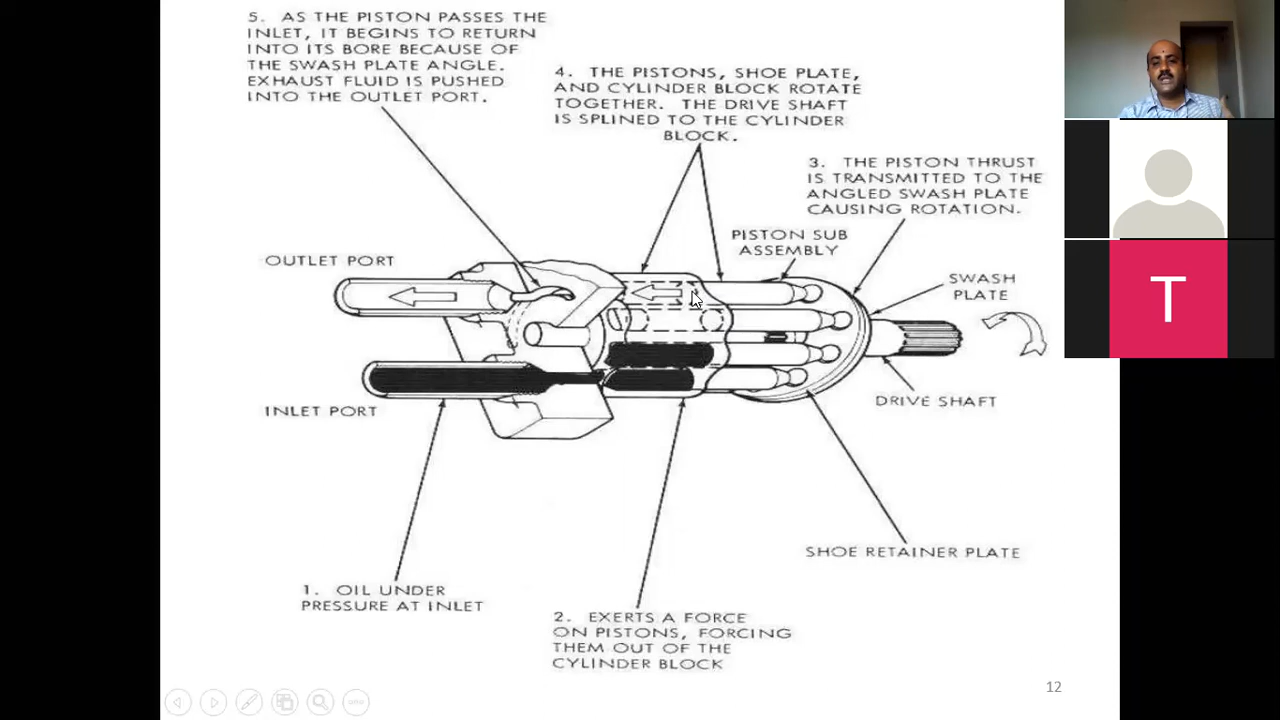 5. AS THE PISTON PASSES THE
INLET, IT BEGINS TO RETURN
INTO ITS BORE BECAUSE OF
THE SWASH PLATE ANGLE.
EXHAUST FLUID IS PUSHED
INTO THE OUTLET PORT.
4. THE PISTONS, SHOE PLATE,
AND CYLINDER BLOCK ROTATE
TOGETHER. THE DRIVE SHAFT
IS SPLINED TO THE CYLINDER
BLOCK.
3. THE PISTON THRUST
IS TRANSMITTED TO THE
ANGLED SWASH PLATE
CAUSING ROTATION.
PISTON SUB
ASSEMBLY
OUTLET PORT
SWASH
PLATE
T
DRIVE SHAFT
INLET PORT
SHOE RETAINER PLATE
1. OIL UNDER
PRESSURE AT INLET
2. EXERTS A FORCE
ON PISTONS, FORCING
THEM OUT OF THE
CYLINDER BLOCK
12